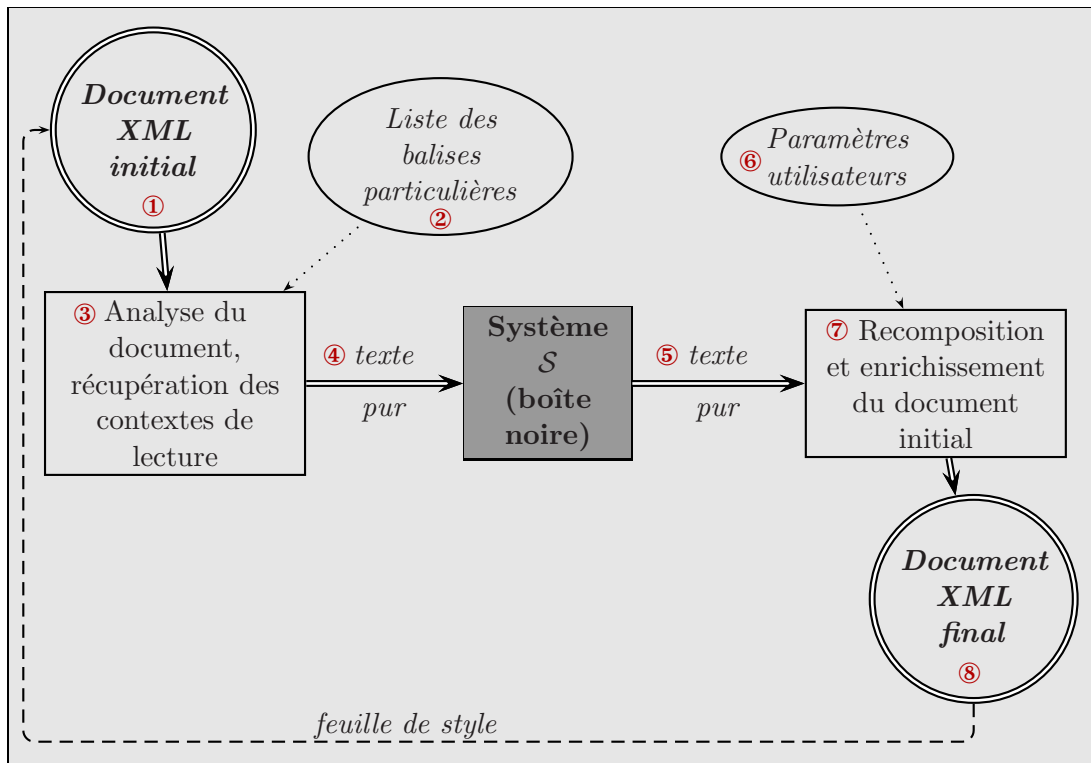 Document
XML
initial
①
Liste des
balises
particulières
②
⑥ Paramètres
utilisateurs
③ Analyse du
document,
récupération des
contextes de
lecture
④ texte
pur
Système
𝒮
(boîte
noire)
⑤ texte
pur
⑦ Recomposition
et enrichissement
du document
initial
Document
XML
final
⑧
feuille de style